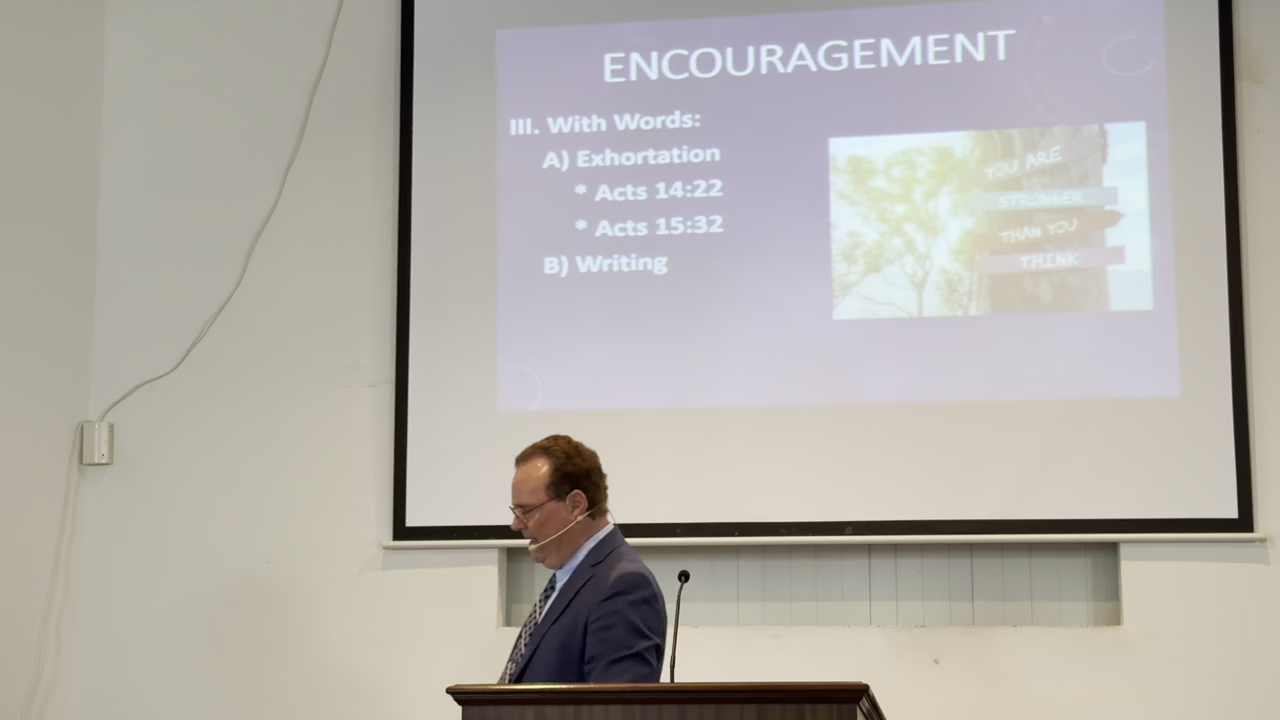 ENCOURAGEMENT
III. With Words:
A) Exhortation
* Acts 14:22
* Acts 15:32
B) Writing
YOU ARE
STRONGER
THAN YOU
THINK